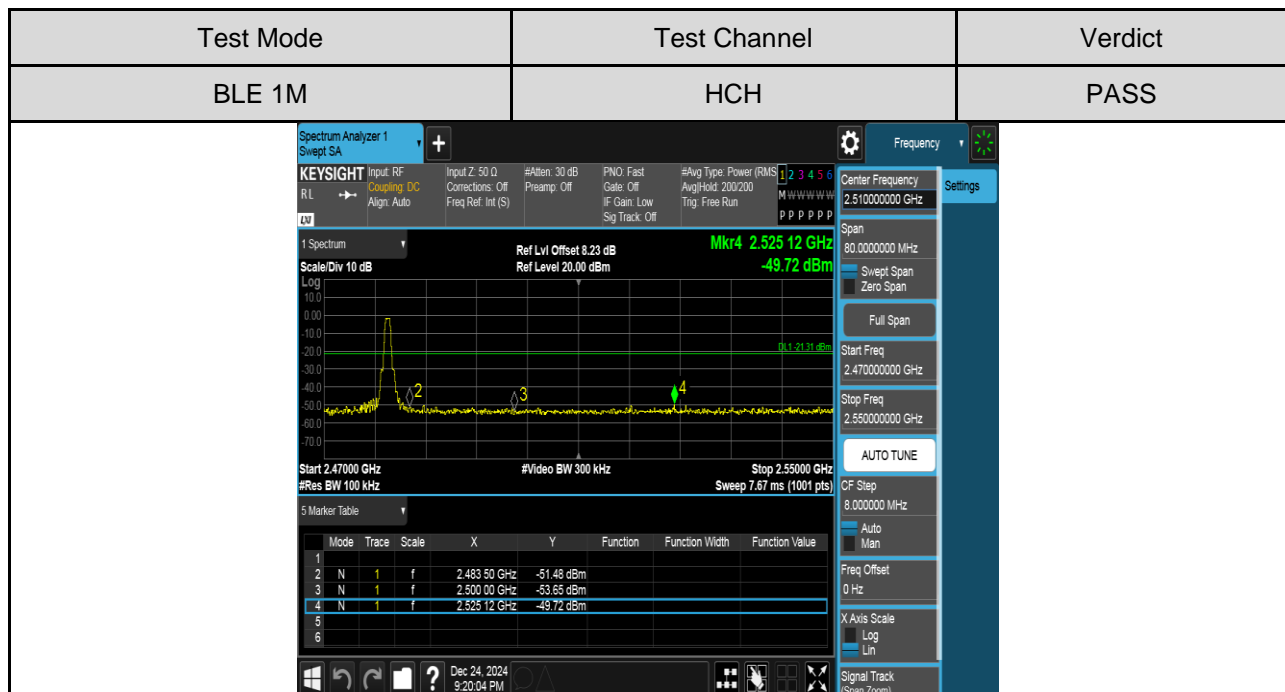 Test Mode Test Channel Verdict
BLE 1M HCH PASS
Spectrum Analyzer 1
Swept SA
+
Frequency
Settings
KEYSIGHT
RL
LXI
Input: RF
Coupling: DC
Align: Auto
Input Z: 50 Ω
Corrections: Off
Freq Ref: Int (S)
#Atten: 30 dB
Preamp: Off
PNO: Fast
Gate: Off
IF Gain: Low
Sig Track: Off
#Avg Type: Power (RMS
Avg|Hold: 200/200
Trig: Free Run
1 2 3 4 5 6
M W W W W W
P P P P P P
1 Spectrum
Scale/Div 10 dB
Ref Lvl Offset 8.23 dB
Ref Level 20.00 dBm
Mkr4 2.525 12 GHz
-49.72 dBm
Log
10.0
0.00
-10.0
-20.0
-30.0
-40.0
-50.0
-60.0
-70.0
DL1 -21.31 dBm
2
3
4
Start 2.47000 GHz #Video BW 300 kHz Stop 2.55000 GHz
#Res BW 100 kHz Sweep 7.67 ms (1001 pts)
5 Marker Table
Mode Trace Scale X Y Function Function Width Function Value
1
2 N 1 f 2.483 50 GHz -51.48 dBm
3 N 1 f 2.500 00 GHz -53.65 dBm
4 N 1 f 2.525 12 GHz -49.72 dBm
5
6
?
Dec 24, 2024
9:20:04 PM
Center Frequency
2.510000000 GHz
Span
80.0000000 MHz
Swept Span
Zero Span
Full Span
Start Freq
2.470000000 GHz
Stop Freq
2.550000000 GHz
AUTO TUNE
CF Step
8.000000 MHz
Auto
Man
Freq Offset
0 Hz
X Axis Scale
Log
Lin
Signal Track
(Span Zoom)